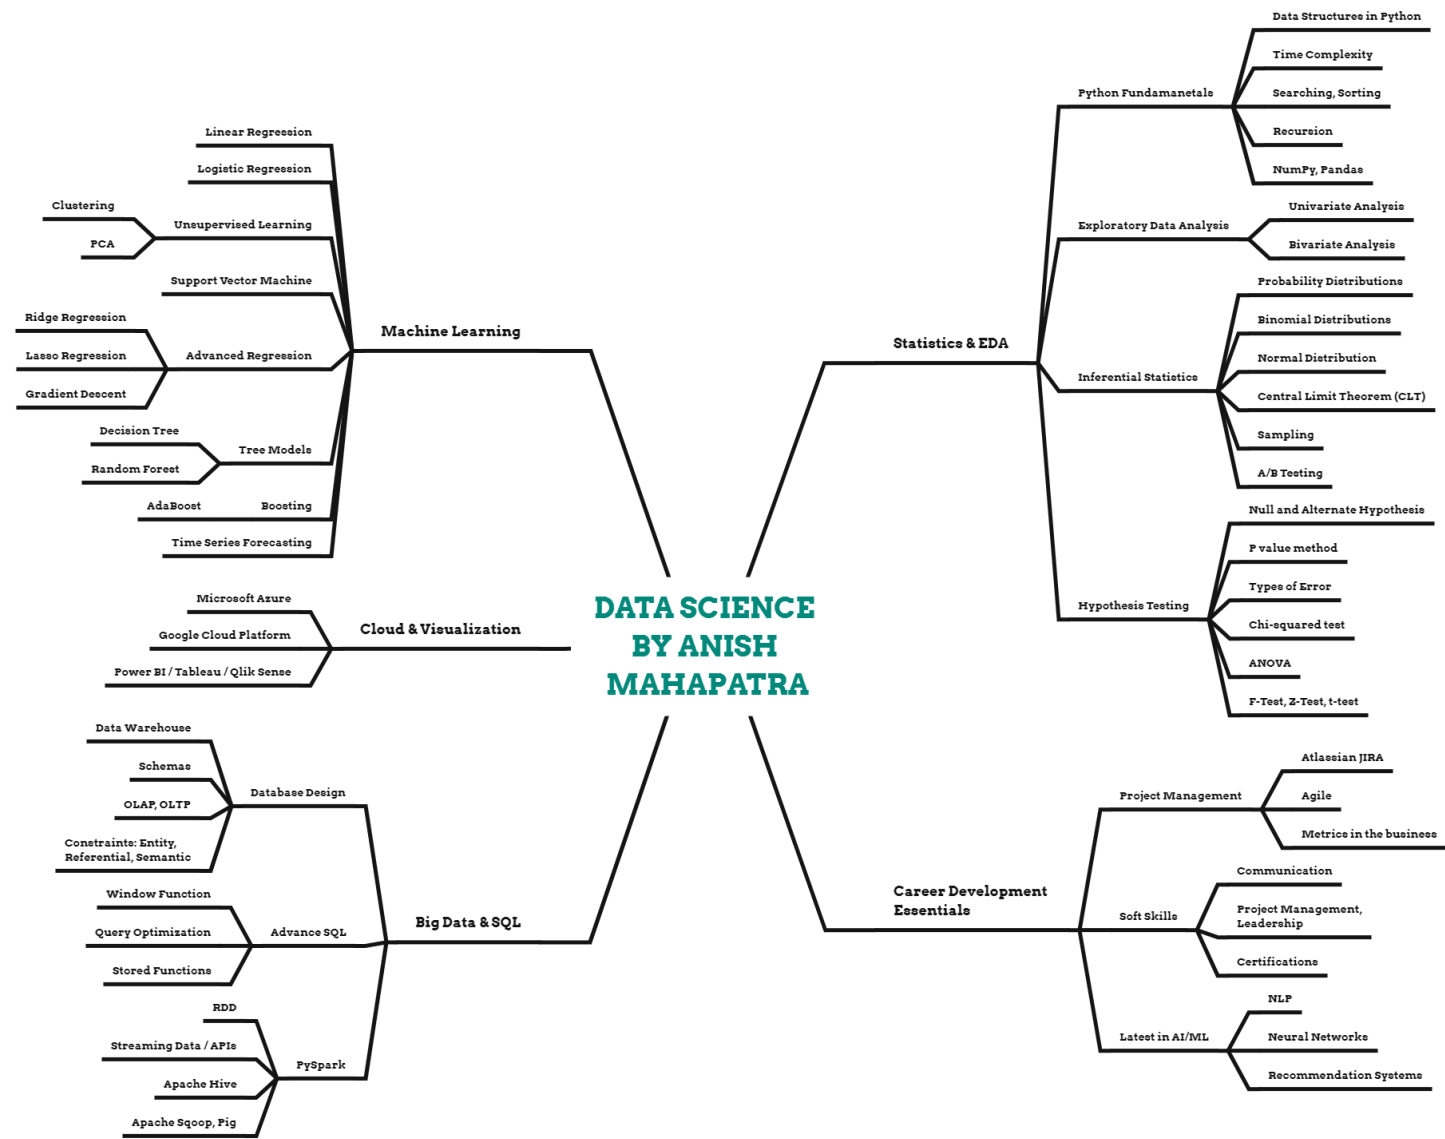 DATA SCIENCE
BY ANISH
MAHAPATRA
Machine Learning
Linear Regression
Logistic Regression
Unsupervised Learning
Clustering
PCA
Support Vector Machine
Advanced Regression
Ridge Regression
Lasso Regression
Gradient Descent
Tree Models
Decision Tree
Random Forest
Boosting
AdaBoost
Time Series Forecasting
Cloud & Visualization
Microsoft Azure
Google Cloud Platform
Power BI / Tableau / Qlik Sense
Big Data & SQL
Database Design
Data Warehouse
Schemas
OLAP, OLTP
Constraints: Entity,
Referential, Semantic
Advance SQL
Window Function
Query Optimization
Stored Functions
PySpark
RDD
Streaming Data / APIs
Apache Hive
Apache Sqoop, Pig
Statistics & EDA
Python Fundamanetals
Data Structures in Python
Time Complexity
Searching, Sorting
Recursion
NumPy, Pandas
Exploratory Data Analysis
Univariate Analysis
Bivariate Analysis
Inferential Statistics
Probability Distributions
Binomial Distributions
Normal Distribution
Central Limit Theorem (CLT)
Sampling
A/B Testing
Hypothesis Testing
Null and Alternate Hypothesis
P value method
Types of Error
Chi-squared test
ANOVA
F-Test, Z-Test, t-test
Career Development
Essentials
Project Management
Atlassian JIRA
Agile
Metrics in the business
Soft Skills
Communication
Project Management,
Leadership
Certifications
Latest in AI/ML
NLP
Neural Networks
Recommendation Systems